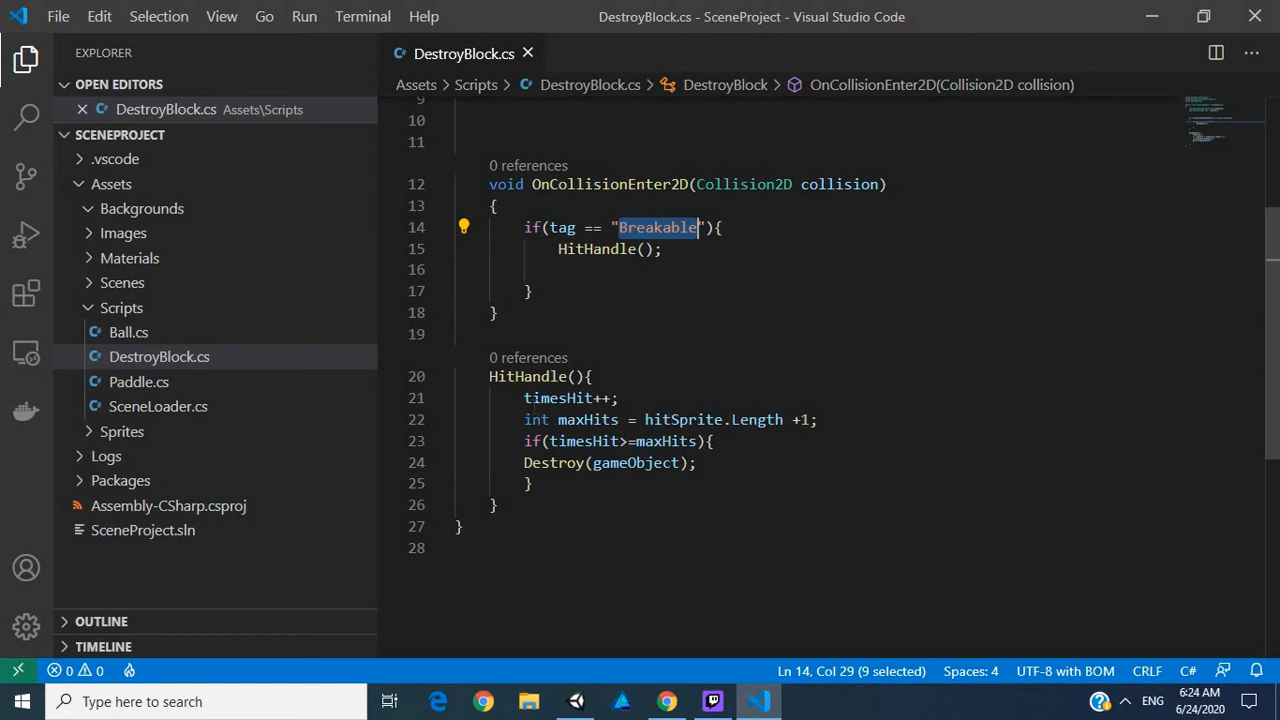 File Edit Selection View Go Run Terminal Help DestroyBlock.cs - SceneProject - Visual Studio Code
EXPLORER
OPEN EDITORS
DestroyBlock.cs Assets\Scripts
SCENEPROJECT
.vscode
Assets
Backgrounds
Images
Materials
Scenes
Scripts
Ball.cs
DestroyBlock.cs
Paddle.cs
SceneLoader.cs
Sprites
Logs
Packages
Assembly-CSharp.csproj
SceneProject.sln
OUTLINE
TIMELINE
DestroyBlock.cs
Assets Scripts DestroyBlock.cs DestroyBlock OnCollisionEnter2D(Collision2D collision)
9
10
11
0 references
12 void OnCollisionEnter2D(Collision2D collision)
13 {
14 if(tag == "Breakable"){
15 HitHandle();
16
17 }
18 }
19
0 references
20 HitHandle(){
21 timesHit++;
22 int maxHits = hitSprite.Length +1;
23 if(timesHit>=maxHits){
24 Destroy(gameObject);
25 }
26 }
27 }
28
0 0 Ln 14, Col 29 (9 selected) Spaces: 4 UTF-8 with BOM CRLF C#
Type here to search ENG 6:24 AM
6/24/2020